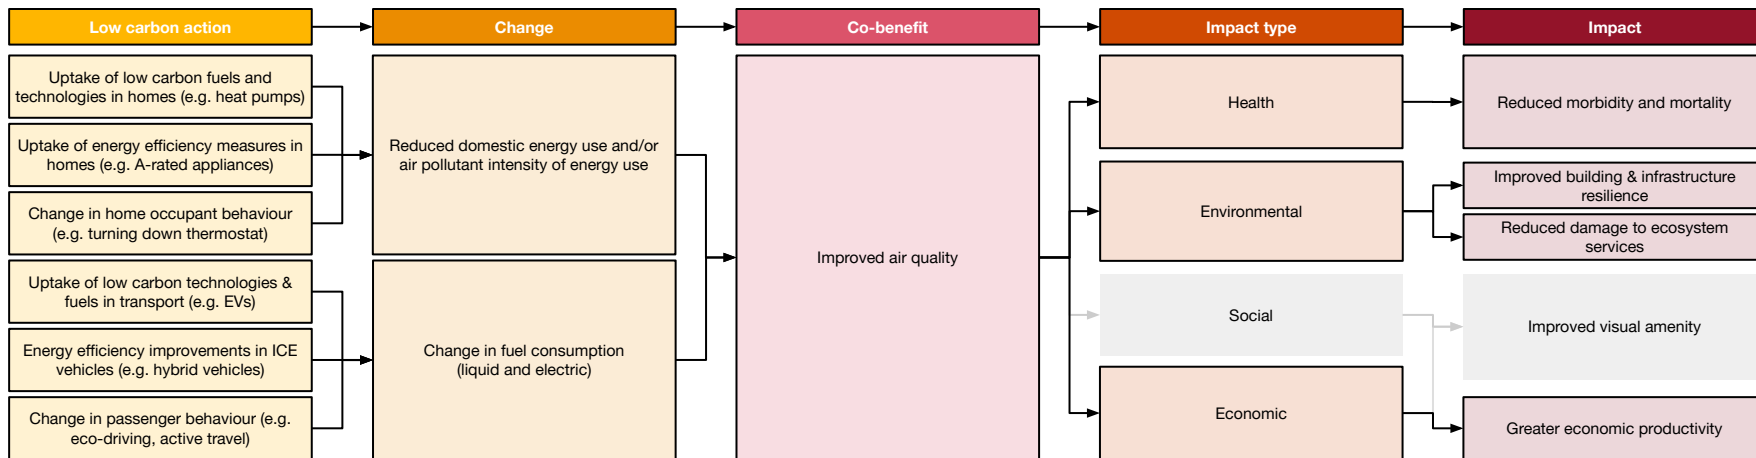 Low carbon action
Change
Co-benefit
Impact type
Impact
Uptake of low carbon fuels and
technologies in homes (e.g. heat pumps)
Uptake of energy efficiency measures in
homes (e.g. A-rated appliances)
Change in home occupant behaviour
(e.g. turning down thermostat)
Uptake of low carbon technologies &
fuels in transport (e.g. EVs)
Energy efficiency improvements in ICE
vehicles (e.g. hybrid vehicles)
Change in passenger behaviour (e.g.
eco-driving, active travel)
Reduced domestic energy use and/or
air pollutant intensity of energy use
Change in fuel consumption
(liquid and electric)
Improved air quality
Health
Environmental
Social
Economic
Reduced morbidity and mortality
Improved building & infrastructure
resilience
Reduced damage to ecosystem
services
Improved visual amenity
Greater economic productivity